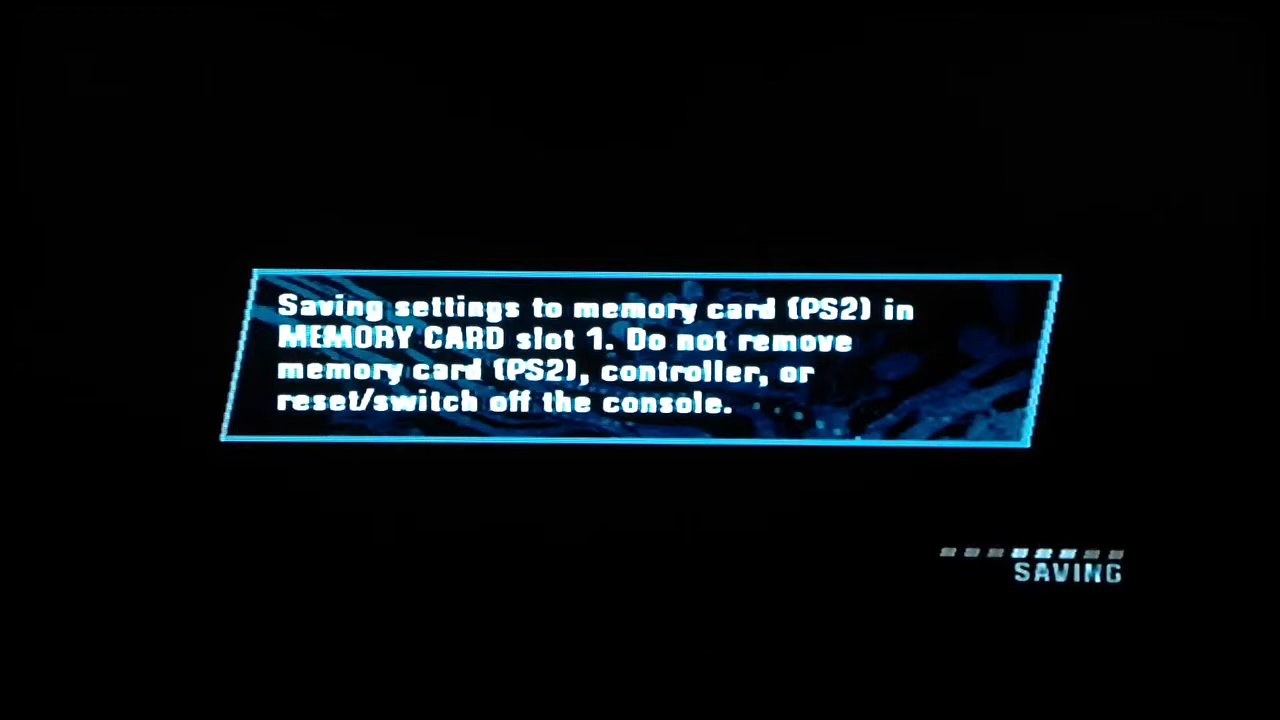 Saving settings to memory card (PS2) in
MEMORY CARD slot 1. Do not remove
memory card (PS2), controller, or
reset/switch off the console.
SAVING